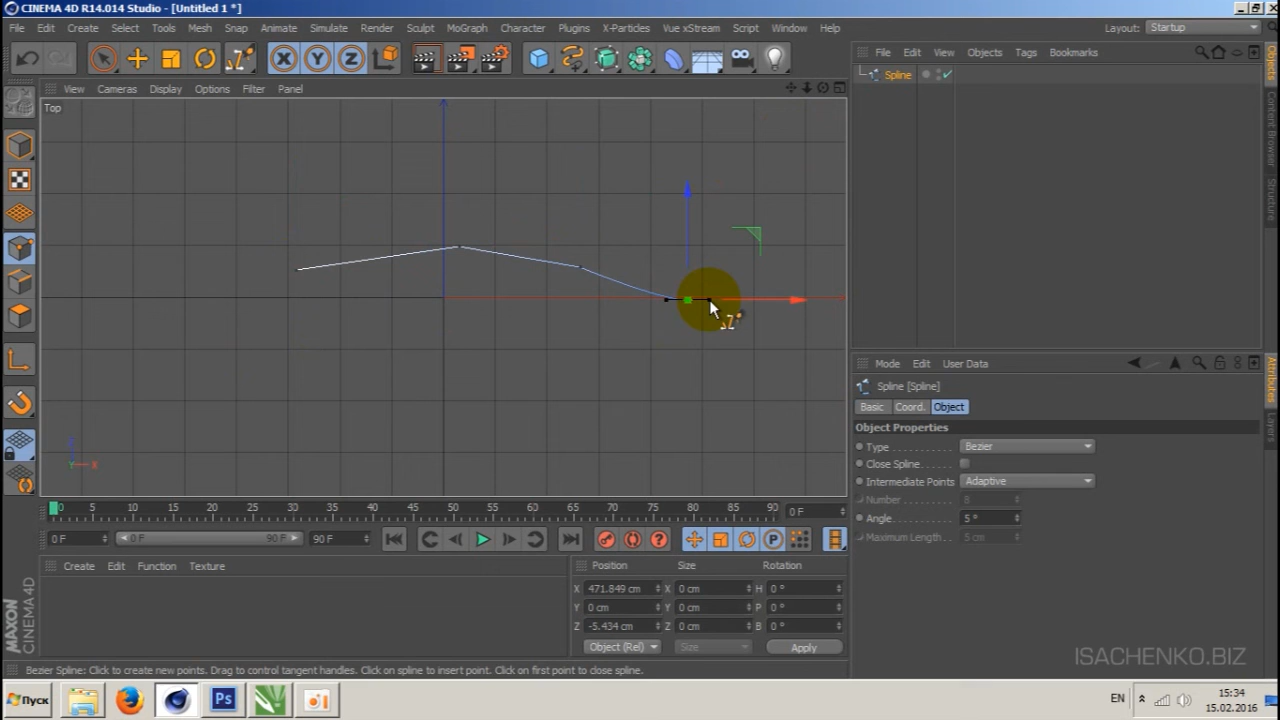 CINEMA 4D R14.014 Studio - [Untitled 1 *]
File Edit Create Select Tools Mesh Snap Animate Simulate Render Sculpt MoGraph Character Plugins X-Particles Vue xStream Script Window Help Layout: Startup
X Y Z
File Edit View Objects Tags Bookmarks
Spline
View Cameras Display Options Filter Panel
Top
Objects
Content Browser
Structure
Mode Edit User Data
Spline [Spline]
Basic Coord. Object
Object Properties
Type Bezier
Close Spline
Intermediate Points Adaptive
Number 8
Angle 5 °
Maximum Length 5 cm
Attributes
Layers
Y X
0 5 10 15 20 25 30 35 40 45 50 55 60 65 70 75 80 85 90 0 F
0 F 0 F 90 F 90 F
P
Create Edit Function Texture
Position Size Rotation
X 471.849 cm X 0 cm H 0 °
Y 0 cm Y 0 cm P 0 °
Z -5.434 cm Z 0 cm B 0 °
Object (Rel) Size Apply
MAXON
CINEMA 4D
Bezier Spline: Click to create new points. Drag to control tangent handles. Click on spline to insert point. Click on first point to close spline.
ISACHENKO.BIZ
Пуск Ps EN 15:34
15.02.2016